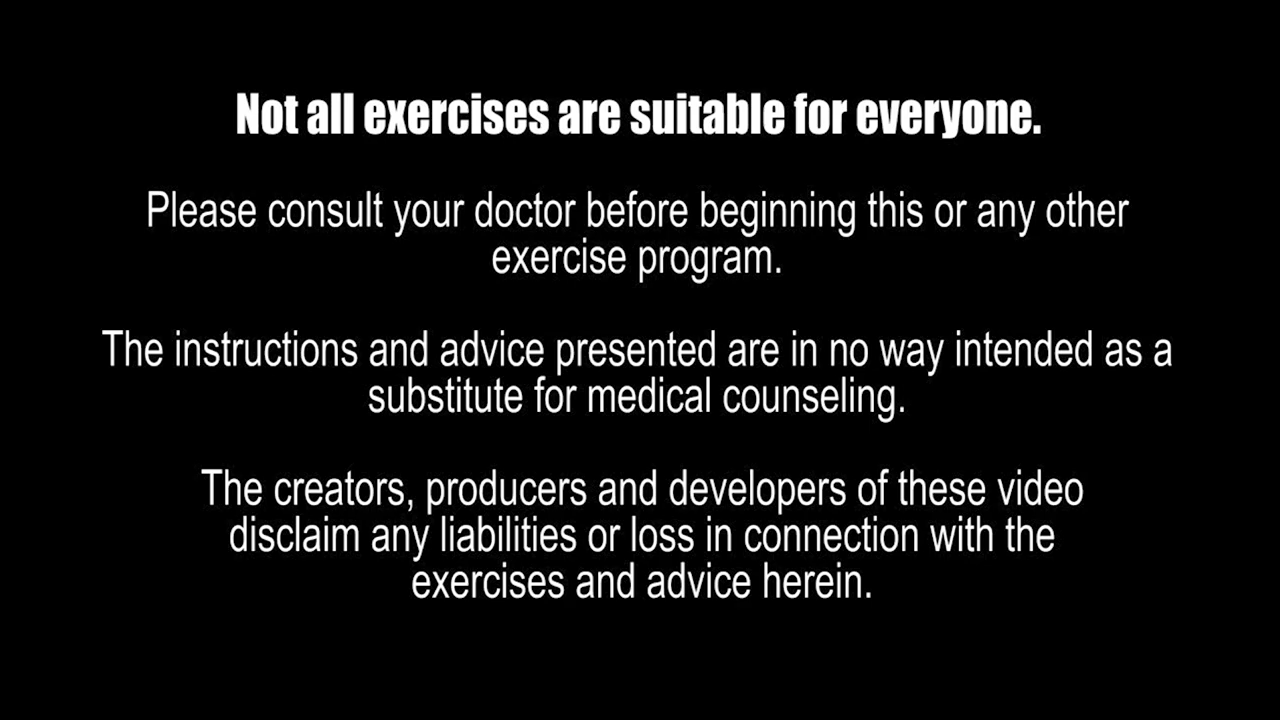 Not all exercises are suitable for everyone.
Please consult your doctor before beginning this or any other
exercise program.
The instructions and advice presented are in no way intended as a
substitute for medical counseling.
The creators, producers and developers of these video
disclaim any liabilities or loss in connection with the
exercises and advice herein.